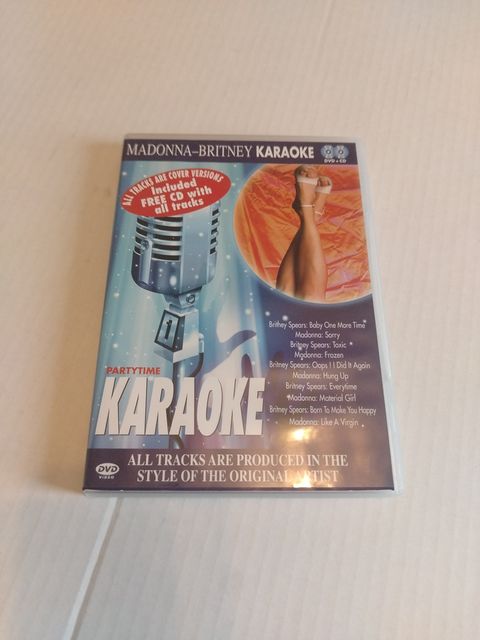 MADONNA–BRITNEY KARAOKE
DVD + CD
ALL TRACKS ARE COVER VERSIONS
Included
FREE CD with
all tracks
1
Britney Spears: Baby One More Time
Madonna: Sorry
Britney Spears: Toxic
Madonna: Frozen
Britney Spears: Oops ! I Did It Again
Madonna: Hung Up
Britney Spears: Everytime
Madonna: Material Girl
Britney Spears: Born To Make You Happy
Madonna: Like A Virgin
PARTYTIME
KARAOKE
DVD
VIDEO
ALL TRACKS ARE PRODUCED IN THE
STYLE OF THE ORIGINAL ARTIST